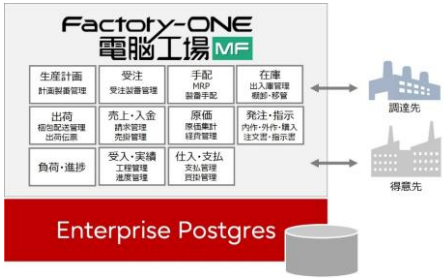 Factory-ONE
電脳工場 MF
生産計画
計画製番管理
受注
受注製番管理
手配
MRP
製番手配
在庫
出入庫管理
棚卸・移管
出荷
梱包配送管理
出荷伝票
売上・入金
請求管理
売掛管理
原価
原価集計
経費管理
発注・指示
内作・外作・購入
注文書・指示書
負荷・進捗
受入・実績
工程管理
進度管理
仕入・支払
支払管理
買掛管理
調達先
得意先
Enterprise Postgres